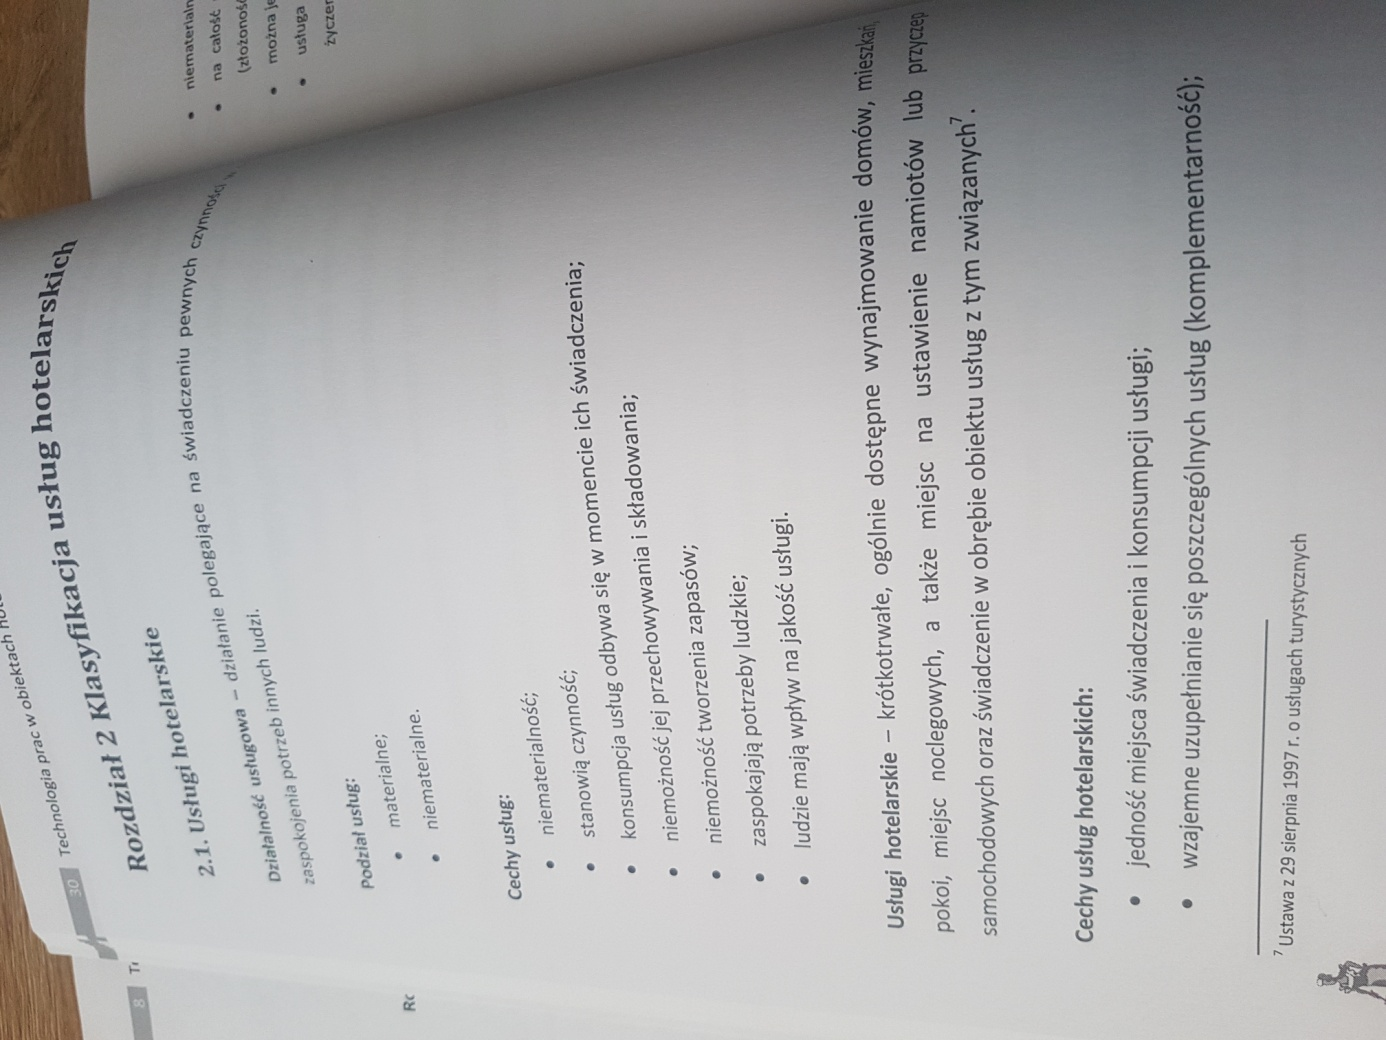 30 Technologia prac w obiektach
Rozdział 2 Klasyfikacja usług hotelarskich
2.1. Usługi hotelarskie
Działalność usługowa – działanie polegające na świadczeniu pewnych czynności
zaspokojenia potrzeb innych ludzi.
Podział usług:
• materialne;
• niematerialne.
Cechy usług:
• niematerialność;
• stanowią czynność;
• konsumpcja usług odbywa się w momencie ich świadczenia;
• niemożność jej przechowywania i składowania;
• niemożność tworzenia zapasów;
• zaspokajają potrzeby ludzkie;
• ludzie mają wpływ na jakość usługi.
Usługi hotelarskie – krótkotrwałe, ogólnie dostępne wynajmowanie domów, mieszkań,
pokoi, miejsc noclegowych, a także miejsc na ustawienie namiotów lub przyczep
samochodowych oraz świadczenie w obrębie obiektu usług z tym związanych⁷.
Cechy usług hotelarskich:
• jedność miejsca świadczenia i konsumpcji usługi;
• wzajemne uzupełnianie się poszczególnych usług (komplementarność);
⁷ Ustawa z 29 sierpnia 1997 r. o usługach turystycznych
8
• na całość
• można
• usługa